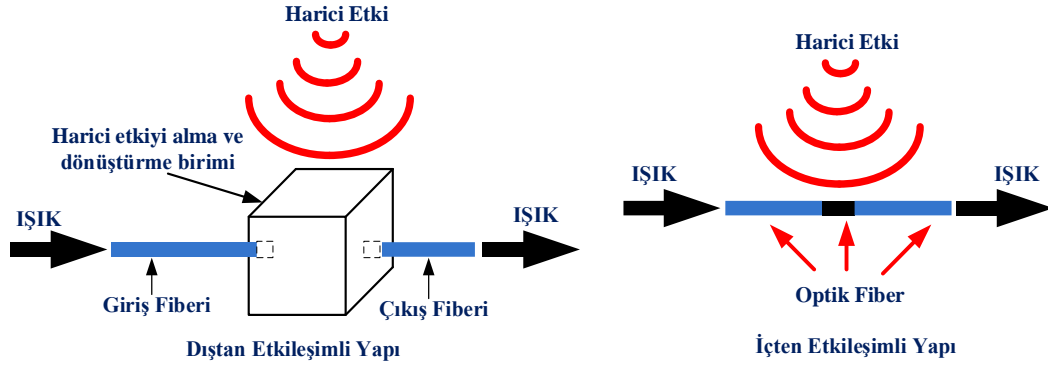 Harici Etki
Harici etkiyi alma ve
dönüştürme birimi
IŞIK
IŞIK
Giriş Fiberi
Çıkış Fiberi
Dıştan Etkileşimli Yapı
Harici Etki
IŞIK
IŞIK
Optik Fiber
İçten Etkileşimli Yapı